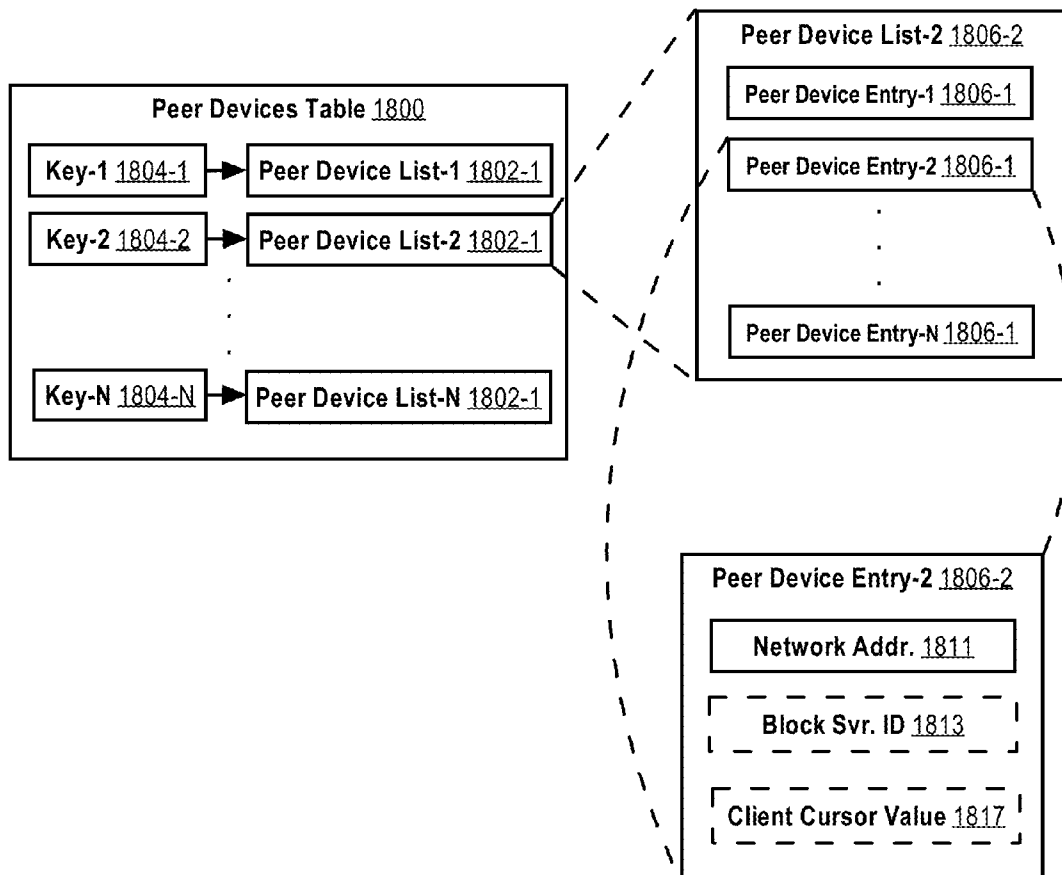 Peer Devices Table 1800
Key-1 1804-1
Peer Device List-1 1802-1
Key-2 1804-2
Peer Device List-2 1802-1
Key-N 1804-N
Peer Device List-N 1802-1
Peer Device List-2 1806-2
Peer Device Entry-1 1806-1
Peer Device Entry-2 1806-1
Peer Device Entry-N 1806-1
Peer Device Entry-2 1806-2
Network Addr. 1811
Block Svr. ID 1813
Client Cursor Value 1817